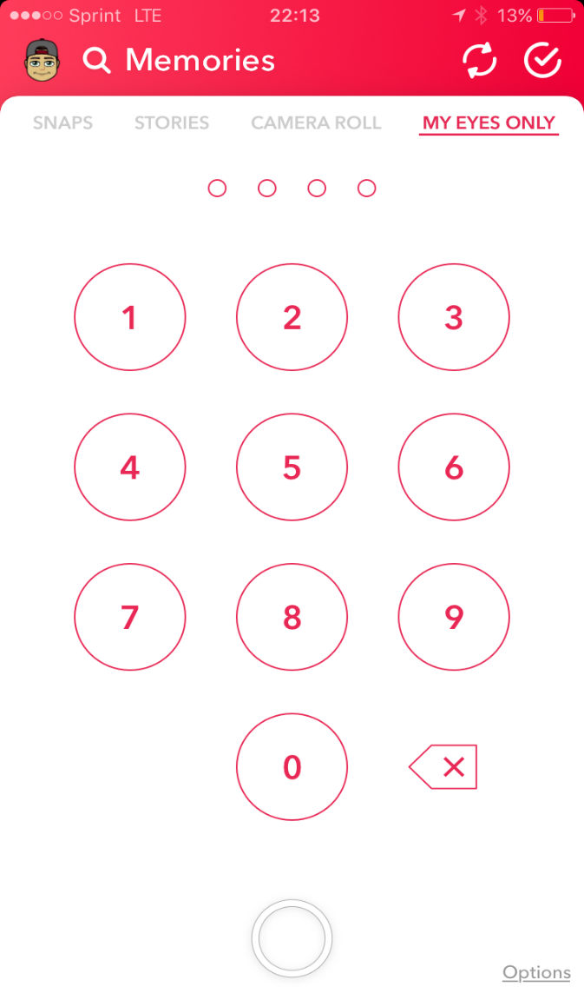 Sprint LTE 22:13 13%
Memories
SNAPS STORIES CAMERA ROLL MY EYES ONLY
1 2 3
4 5 6
7 8 9
0
Options